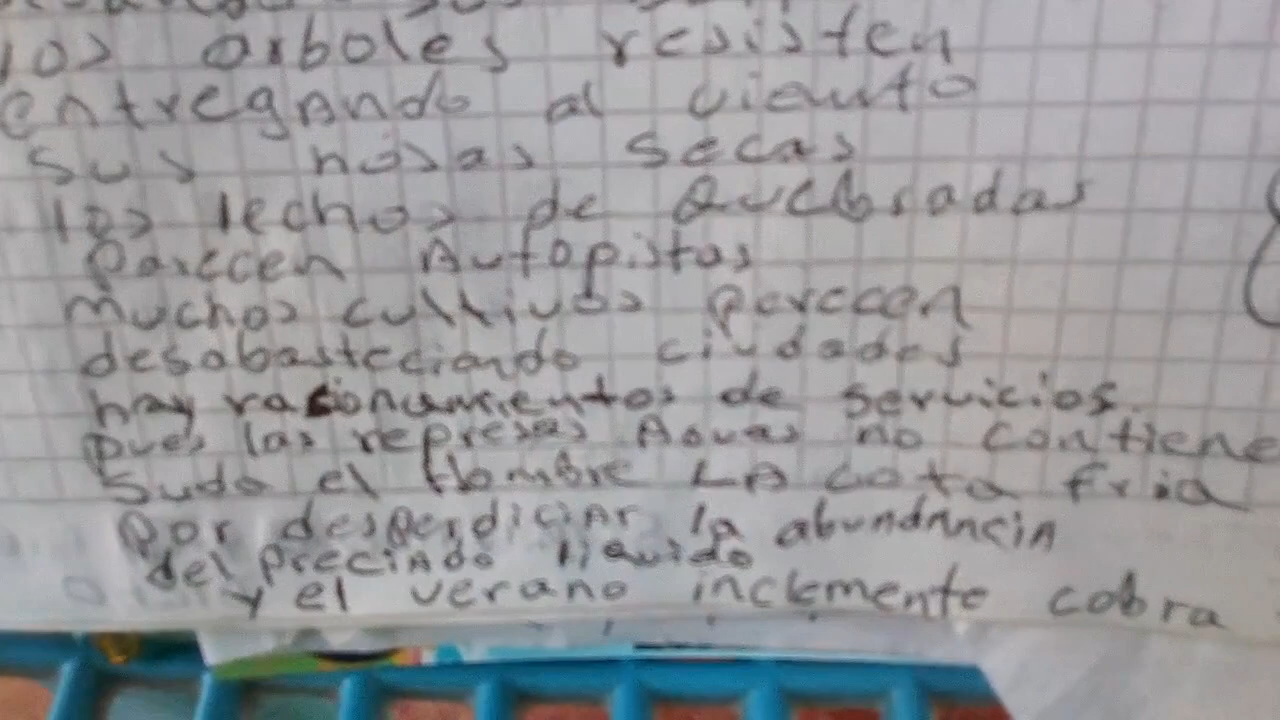 los arboles resisten
entregando al viento
sus hojas secas
los lechos de Quebradas
parecen Autopistas
muchos cultivos perecen
desabasteciendo ciudades
hay racionamientos de servicios.
pues las represas Aguas no contiene
Suda el Hombre LA Gota fria
por desperdiciar la abundancia
del preciado liquido
y el verano inclemente cobra